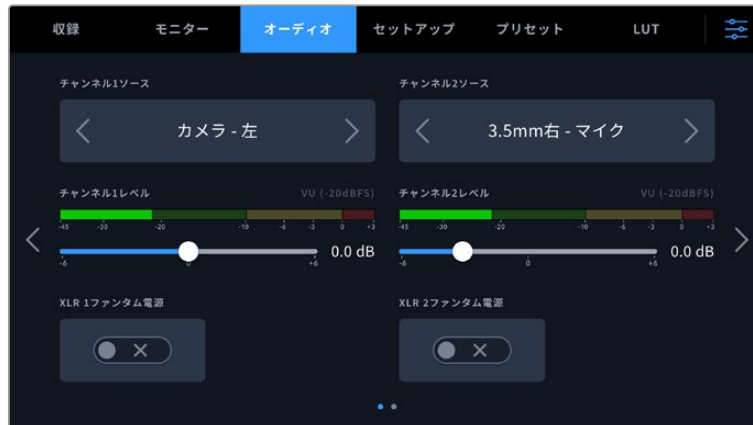 収録 モニター オーディオ セットアップ プリセット LUT
チャンネル1ソース チャンネル2ソース
カメラ - 左 3.5mm右 - マイク
チャンネル1レベル VU (-20dBFS) チャンネル2レベル VU (-20dBFS)
-45 -30 -20 -10 -6 -3 0 +3 -45 -30 -20 -10 -6 -3 0 +3
0.0 dB 0.0 dB
-6 0 +6 -6 0 +6
XLR 1ファンタム電源 XLR 2ファンタム電源